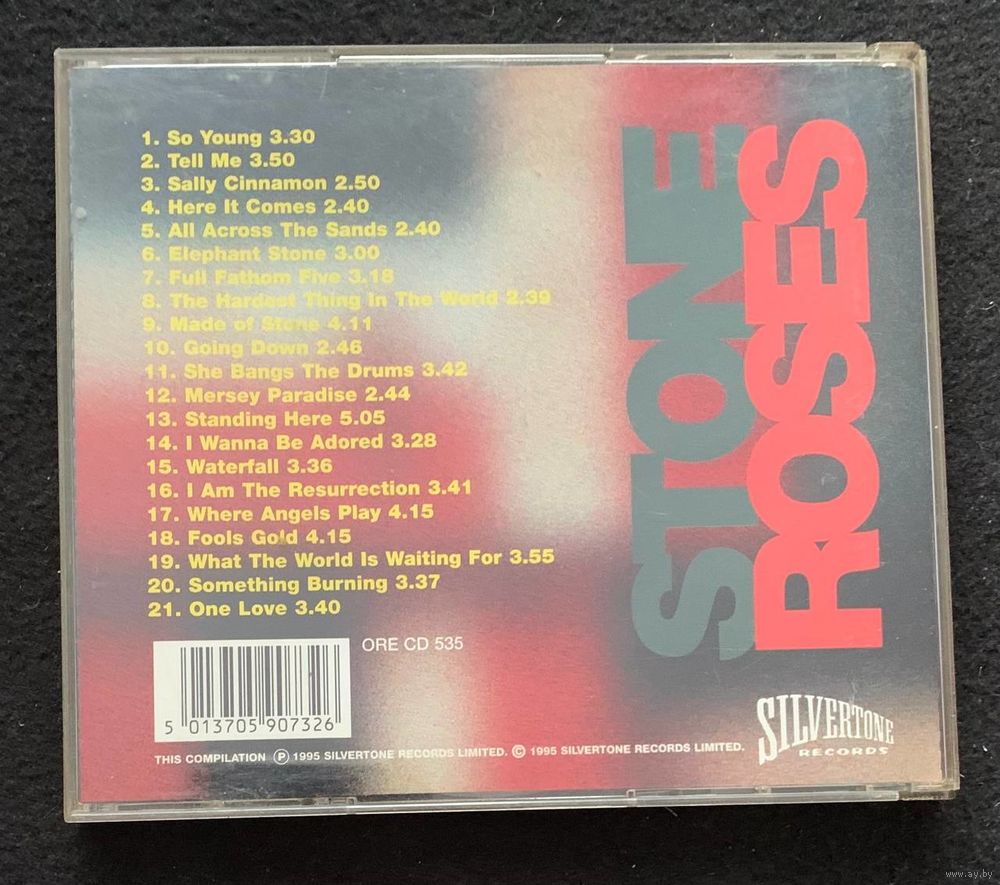 1. So Young 3.30
2. Tell Me 3.50
3. Sally Cinnamon 2.50
4. Here It Comes 2.40
5. All Across The Sands 2.40
6. Elephant Stone 3.00
7. Full Fathom Five 3.18
8. The Hardest Thing In The World 2.39
9. Made of Stone 4.11
10. Going Down 2.46
11. She Bangs The Drums 3.42
12. Mersey Paradise 2.44
13. Standing Here 5.05
14. I Wanna Be Adored 3.28
15. Waterfall 3.36
16. I Am The Resurrection 3.41
17. Where Angels Play 4.15
18. Fools Gold 4.15
19. What The World Is Waiting For 3.55
20. Something Burning 3.37
21. One Love 3.40
STONE
ROSES
ORE CD 535
5 013705 907326
THIS COMPILATION Ⓟ 1995 SILVERTONE RECORDS LIMITED. © 1995 SILVERTONE RECORDS LIMITED.
SILVERTONE
RECORDS
www.ay.by